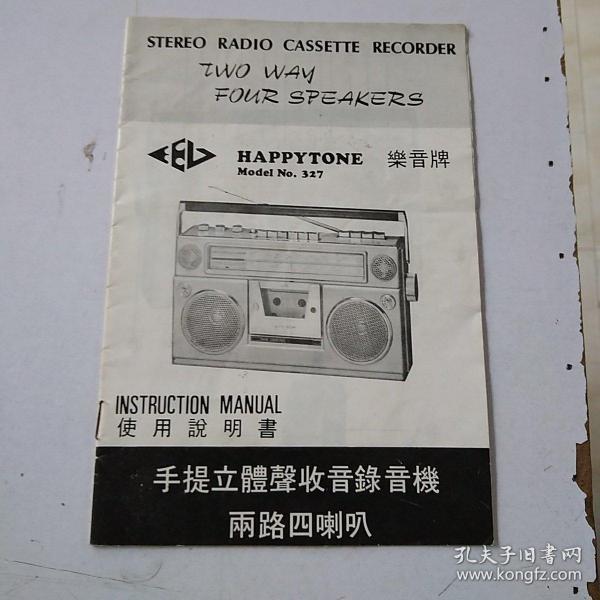 STEREO RADIO CASSETTE RECORDER
TWO WAY
FOUR SPEAKERS
HAPPYTONE 樂音牌
Model No. 327
INSTRUCTION MANUAL
使用說明書
手提立體聲收音錄音機
兩路四喇叭
孔夫子旧书网
www.kongfz.com